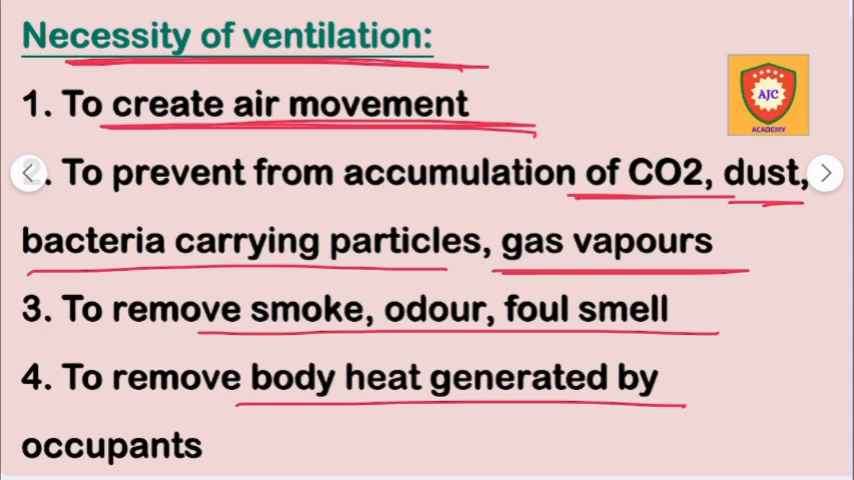 Necessity of ventilation:
1. To create air movement
AJC
ACADEMY
2. To prevent from accumulation of CO2, dust,
bacteria carrying particles, gas vapours
3. To remove smoke, odour, foul smell
4. To remove body heat generated by
occupants